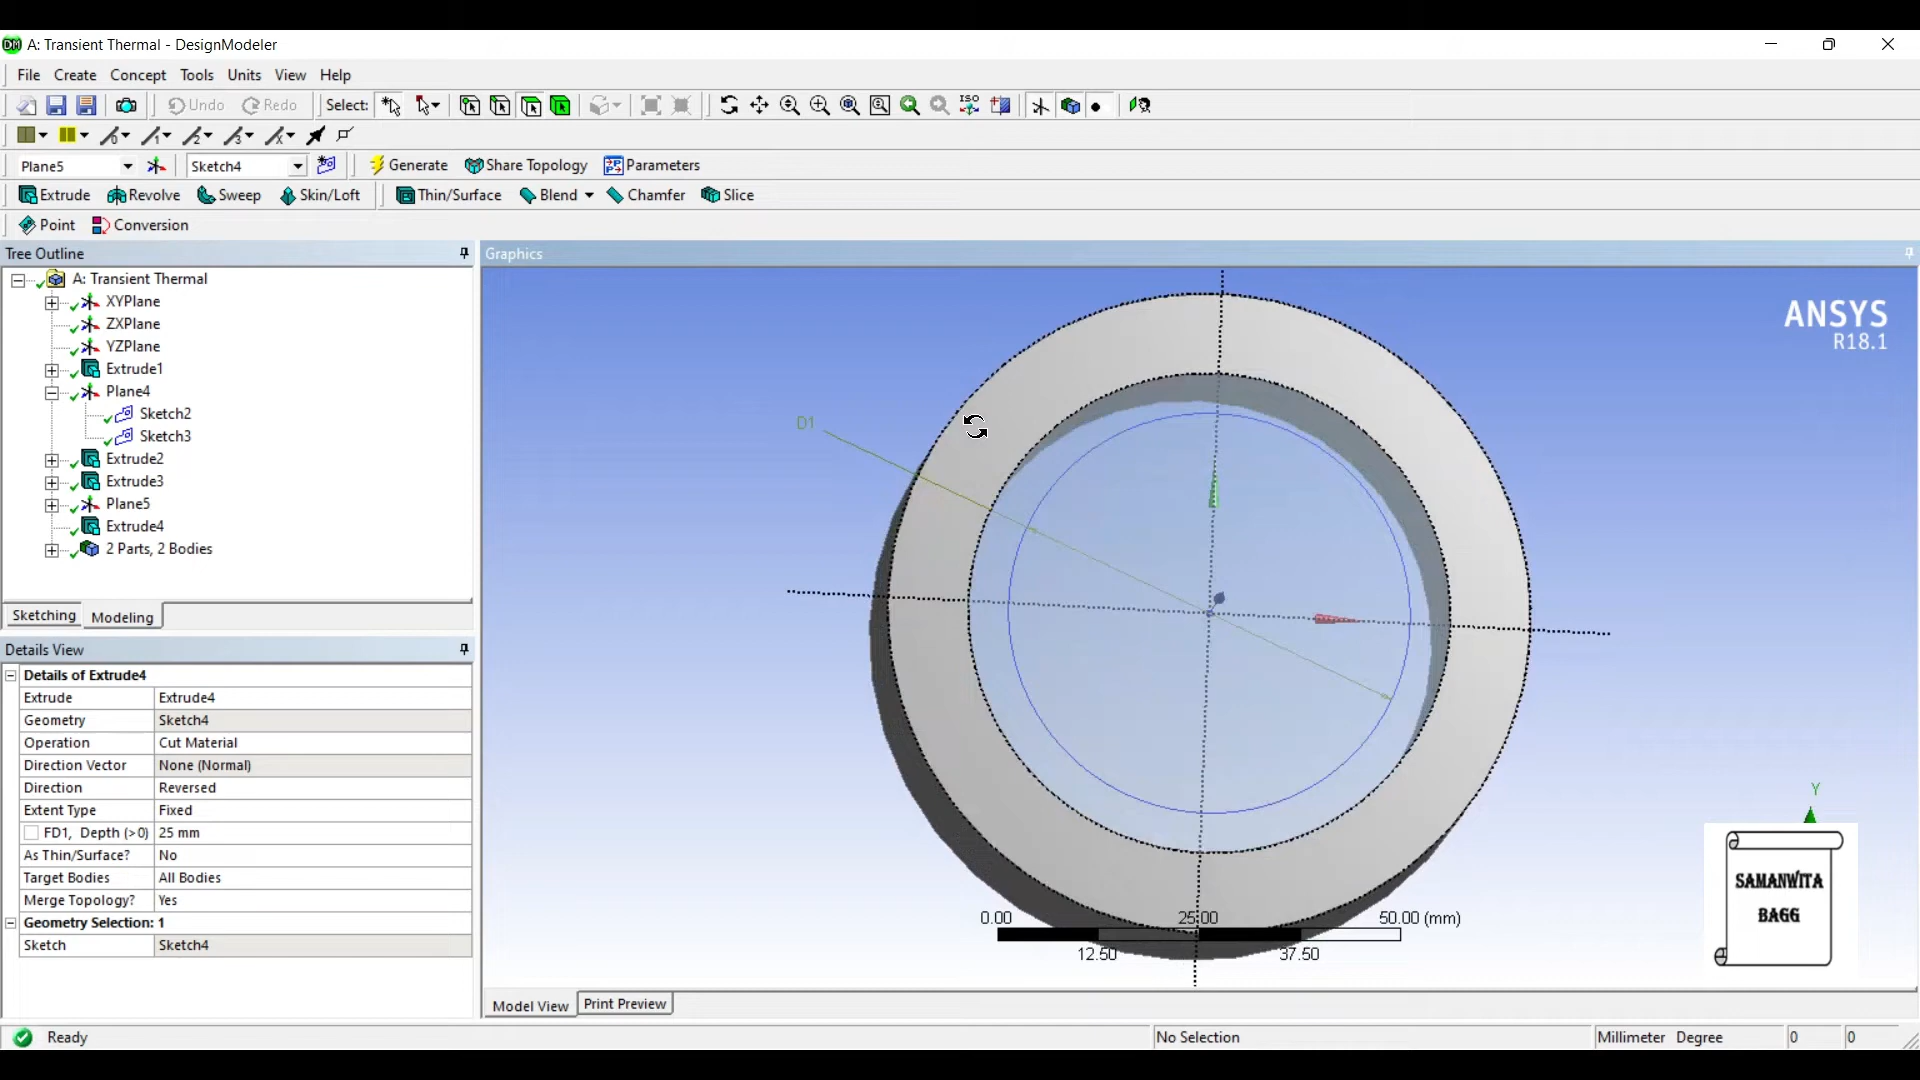 A: Transient Thermal - DesignModeler
File Create Concept Tools Units View Help
Undo Redo Select: ISO
Plane5 Sketch4 Generate Share Topology Parameters
Extrude Revolve Sweep Skin/Loft Thin/Surface Blend Chamfer Slice
Point Conversion
Tree Outline
A: Transient Thermal
XYPlane
ZXPlane
YZPlane
Extrude1
Plane4
Sketch2
Sketch3
Extrude2
Extrude3
Plane5
Extrude4
2 Parts, 2 Bodies
Sketching Modeling
Details View
Details of Extrude4
Extrude Extrude4
Geometry Sketch4
Operation Cut Material
Direction Vector None (Normal)
Direction Reversed
Extent Type Fixed
FD1, Depth (>0) 25 mm
As Thin/Surface? No
Target Bodies All Bodies
Merge Topology? Yes
Geometry Selection: 1
Sketch Sketch4
Graphics
ANSYS
R18.1
D1
Y
0.00 25.00 50.00 (mm)
12.50 37.50
SAMANWITA
BAGG
Model View Print Preview
Ready No Selection Millimeter Degree 0 0